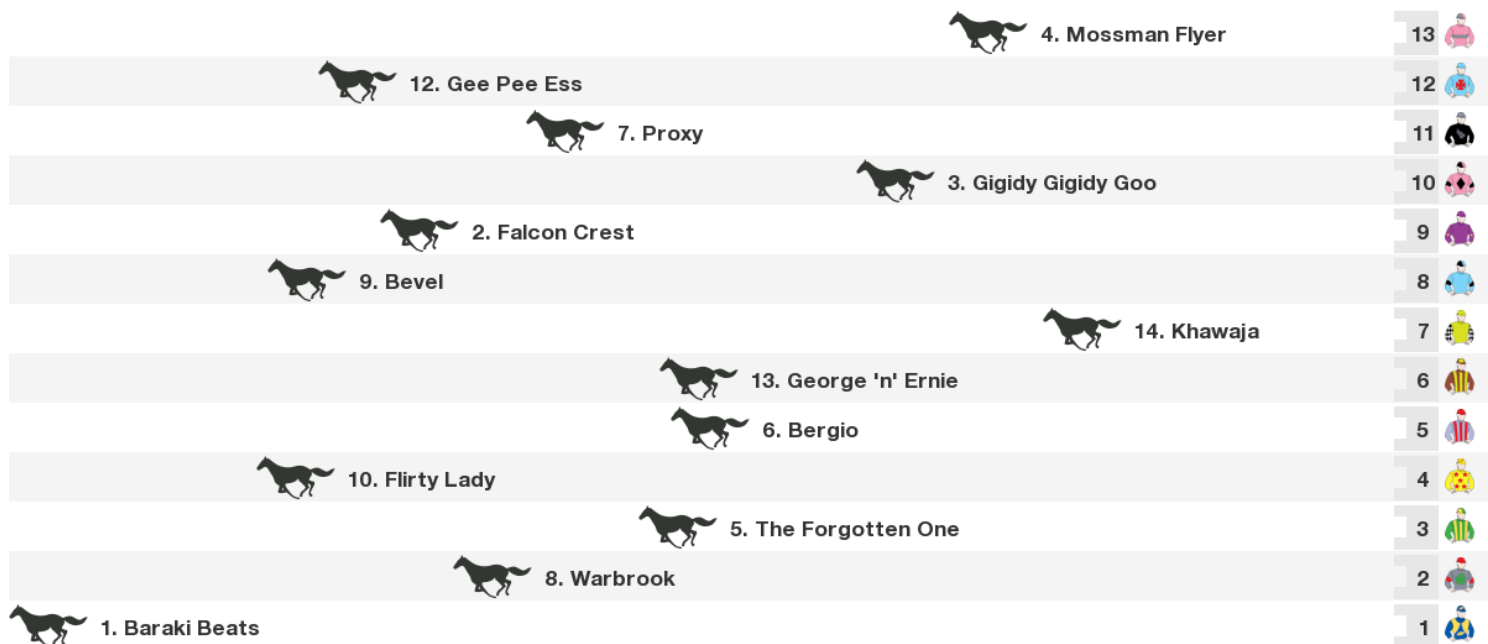 4. Mossman Flyer 13
12. Gee Pee Ess 12
7. Proxy 11
3. Gigidy Gigidy Goo 10
2. Falcon Crest 9
9. Bevel 8
14. Khawaja 7
13. George 'n' Ernie 6
6. Bergio 5
10. Flirty Lady 4
5. The Forgotten One 3
8. Warbrook 2
1. Baraki Beats 1